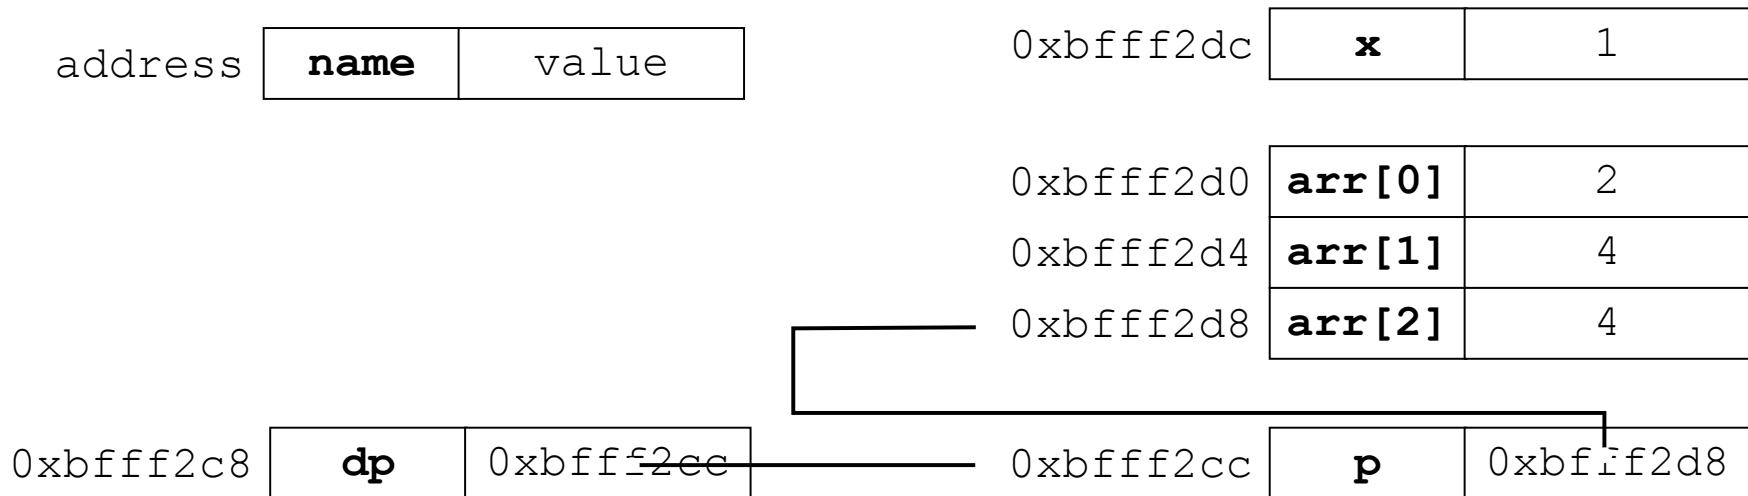 address name value
0xbfff2dc x 1
0xbfff2d0 arr[0] 2
0xbfff2d4 arr[1] 4
0xbfff2d8 arr[2] 4
0xbfff2c8 dp 0xbfff2cc 0xbfff2cc p 0xbfff2d8